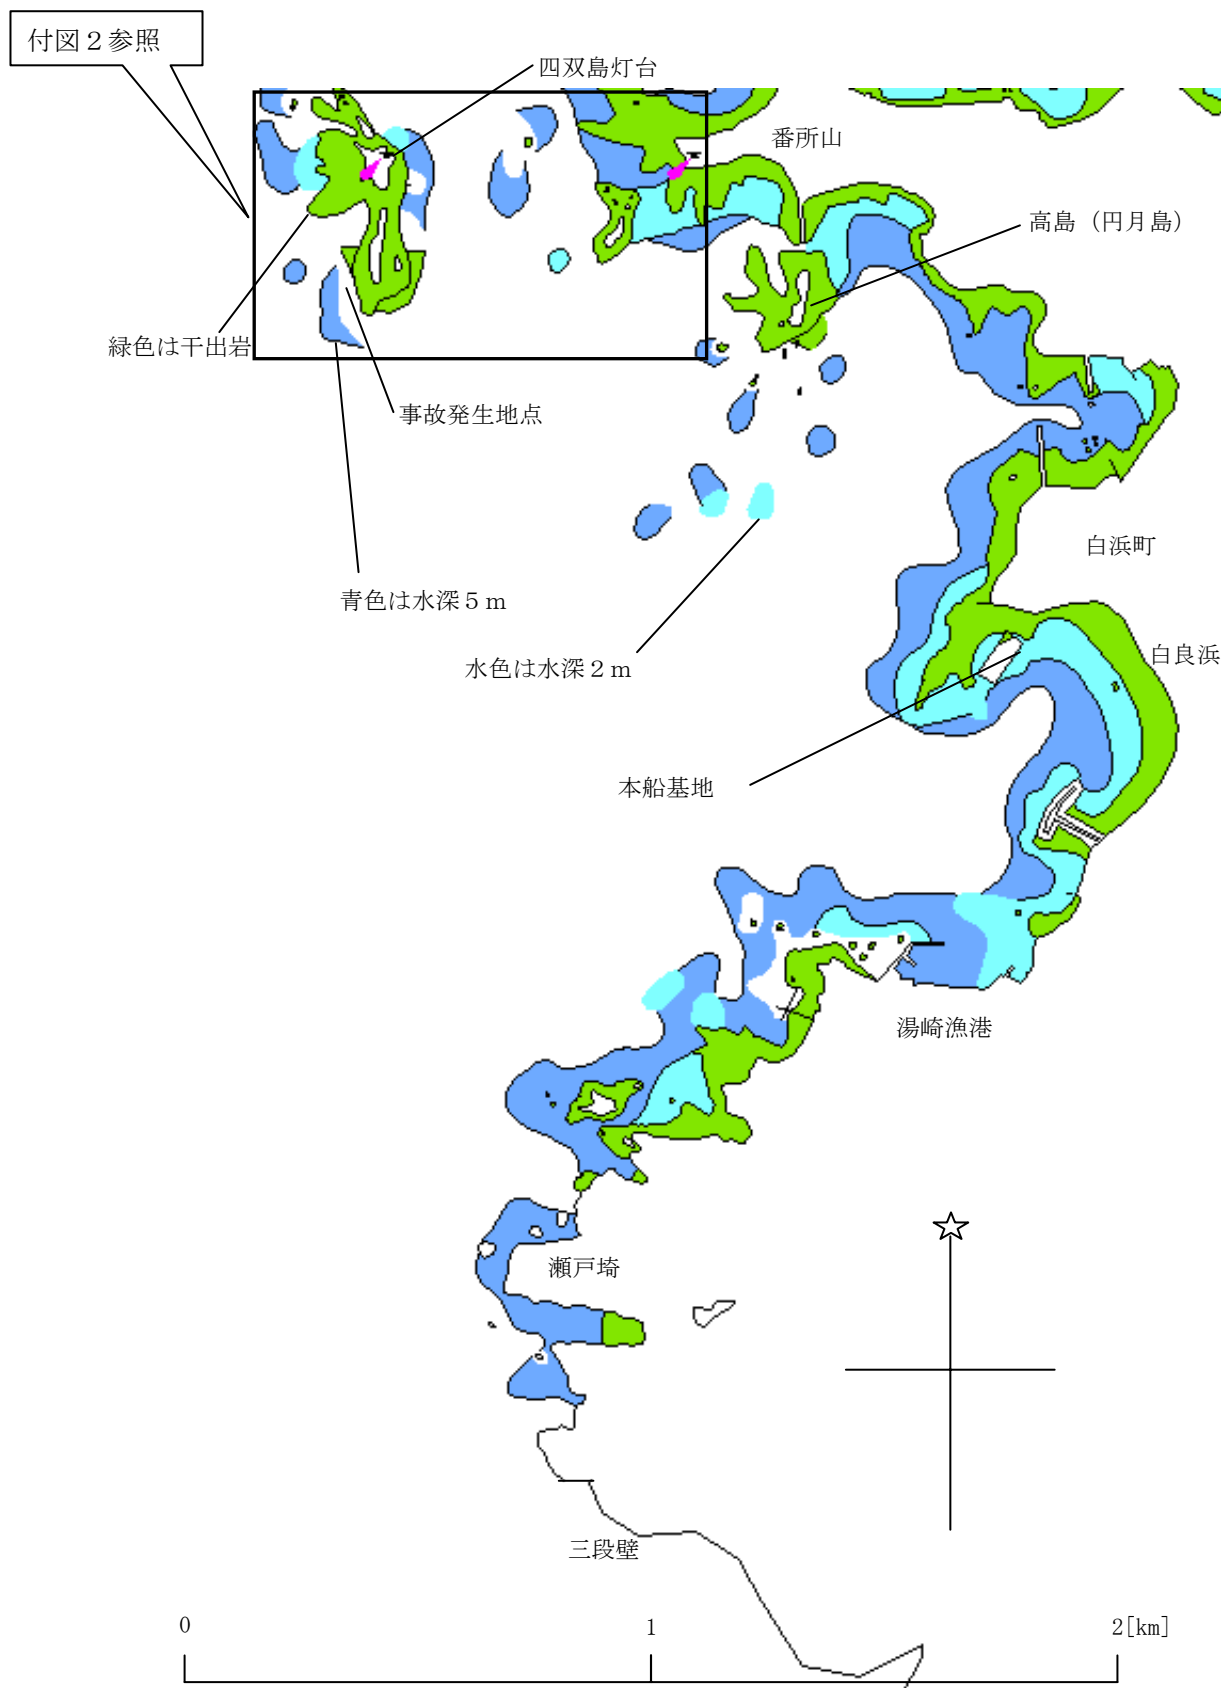 付図２参照
四双島灯台
番所山
高島（円月島）
緑色は干出岩
事故発生地点
白浜町
青色は水深５ｍ
白良浜
水色は水深２ｍ
本船基地
湯崎漁港
瀬戸埼
三段壁
0
1
2[km]